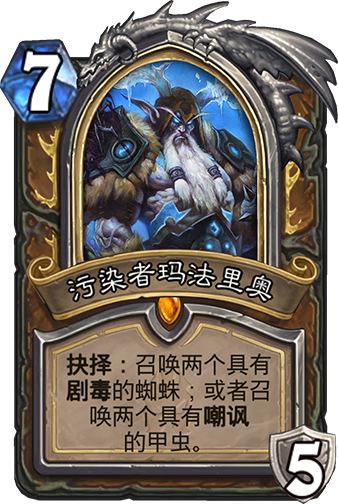 7
污染者玛法里奥
抉择：召唤两个具有
剧毒的蜘蛛；或者召
唤两个具有嘲讽
的甲虫。
5